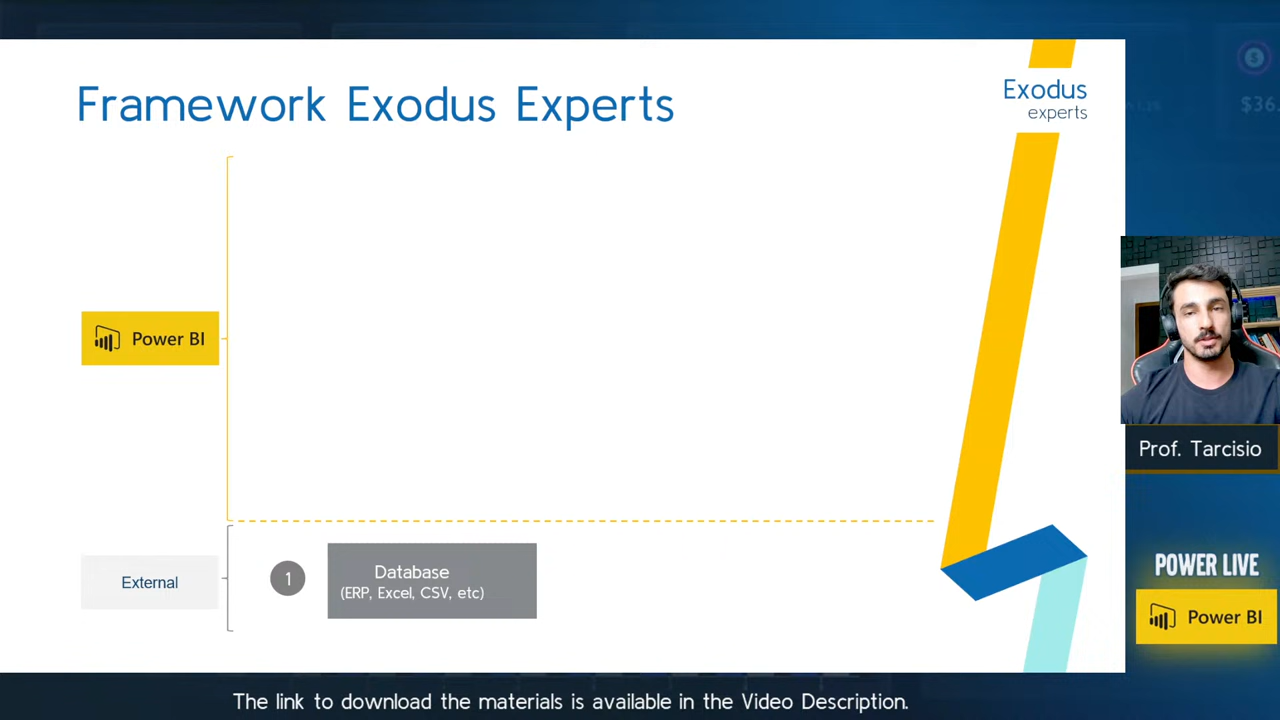 Framework Exodus Experts
Exodus
experts
Power BI
External
1
Database
(ERP, Excel, CSV, etc)
$
$36.
Prof. Tarcisio
POWER LIVE
Power BI
The link to download the materials is available in the Video Description.